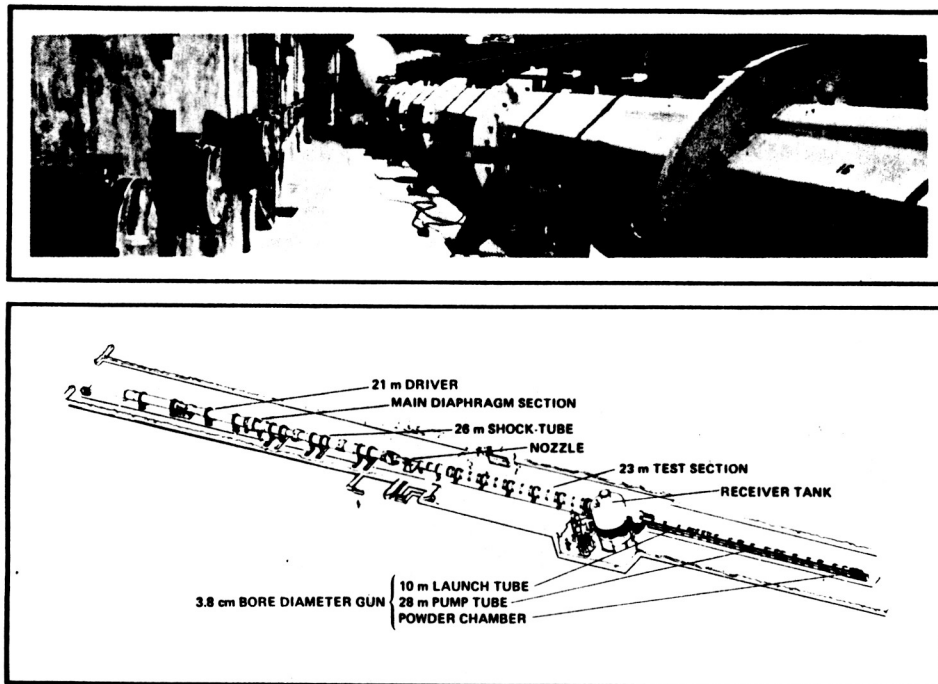 16
21 m DRIVER
MAIN DIAPHRAGM SECTION
26 m SHOCK-TUBE
NOZZLE
23 m TEST SECTION
RECEIVER TANK
3.8 cm BORE DIAMETER GUN
10 m LAUNCH TUBE
28 m PUMP TUBE
POWDER CHAMBER